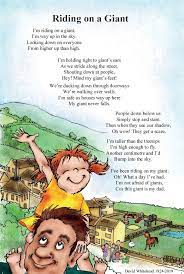 Riding on a Giant
I'm riding on a giant.
I'm way up in the sky.
Looking down on everyone
From higher than up high.
I'm holding tight to giant's ears
As we stride along the street.
Shouting down at people,
Hey! Mind my giant's feet!
We're ducking down through doorways
We're walking over walls.
I'm safe as houses way up here
My giant never falls.
People down below us
Simply stop and stare.
Then when they see our shadow,
Oh wow! They get a scare.
I'm taller than the treetops
I'm high enough to fly.
Another centimetre and I'd
Bump into the sky.
I've been riding on my giant.
Oh! What a day I've had.
I'm not afraid of giants,
Cos this giant is my dad.
David Whitehead